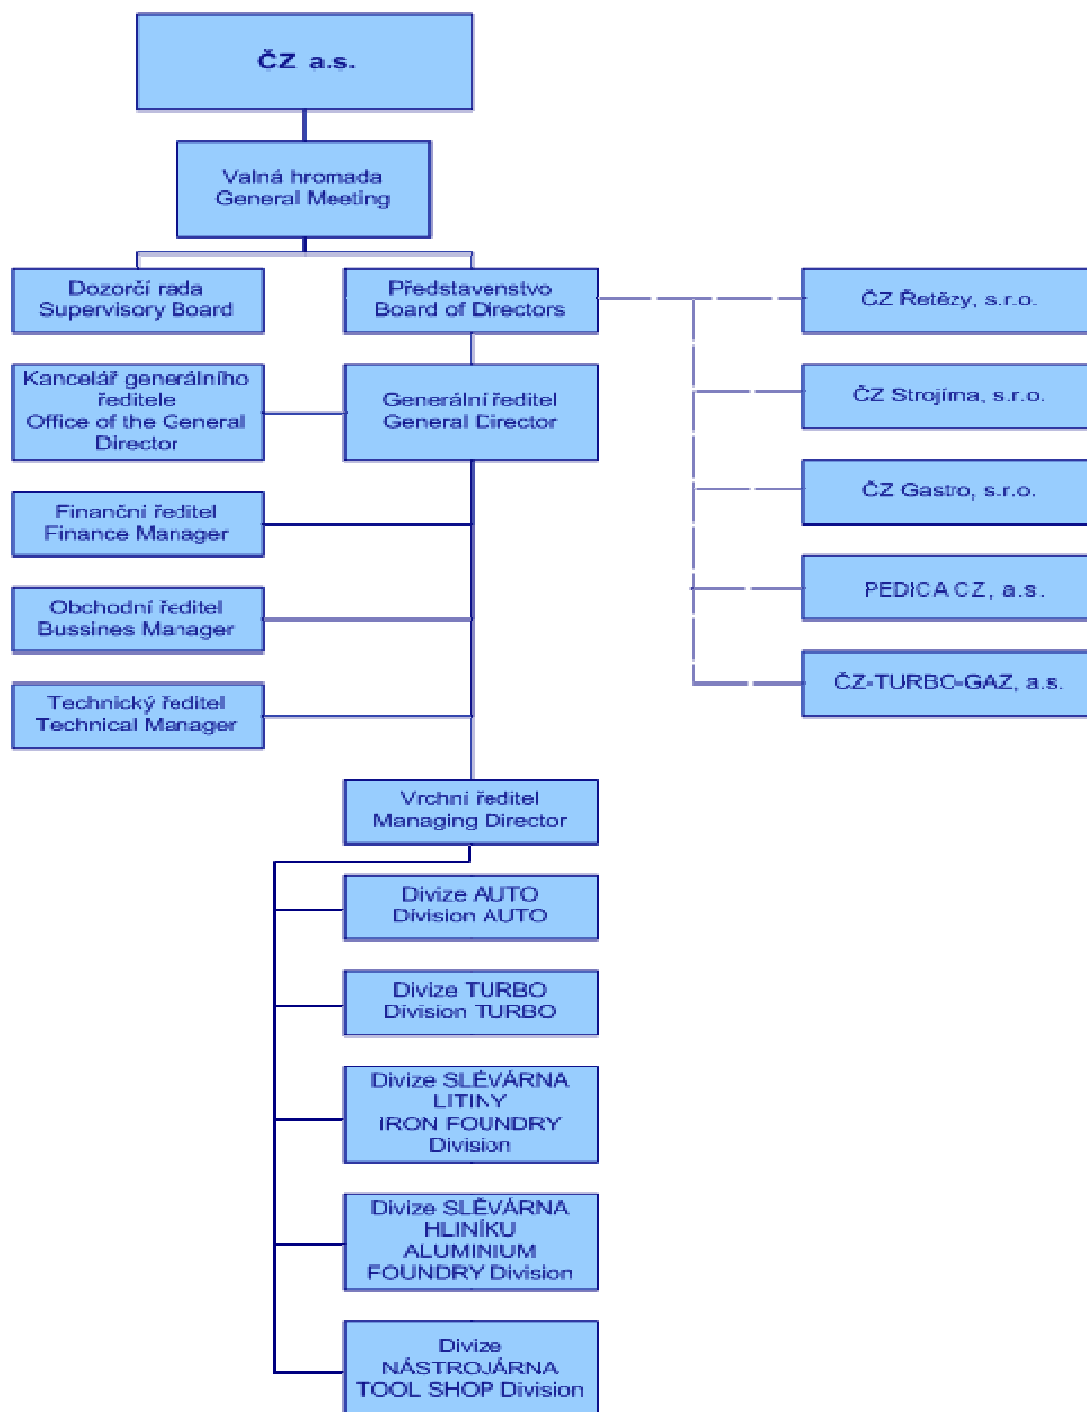 ČZ a.s.
Valná hromada
General Meeting
Dozorčí rada
Supervisory Board
Představenstvo
Board of Directors
ČZ Řetězy, s.r.o.
Kancelář generálního
ředitele
Office of the General
Director
Generální ředitel
General Director
ČZ Strojírna, s.r.o.
Finanční ředitel
Finance Manager
ČZ Gastro, s.r.o.
Obchodní ředitel
Bussines Manager
PEDICA CZ, a.s.
Technický ředitel
Technical Manager
ČZ-TURBO-GAZ, a.s.
Vrchní ředitel
Managing Director
Divize AUTO
Division AUTO
Divize TURBO
Division TURBO
Divize SLÉVÁRNA
LITINY
IRON FOUNDRY
Division
Divize SLÉVÁRNA
HLINÍKU
ALUMINIUM
FOUNDRY Division
Divize
NÁSTROJÁRNA
TOOL SHOP Division